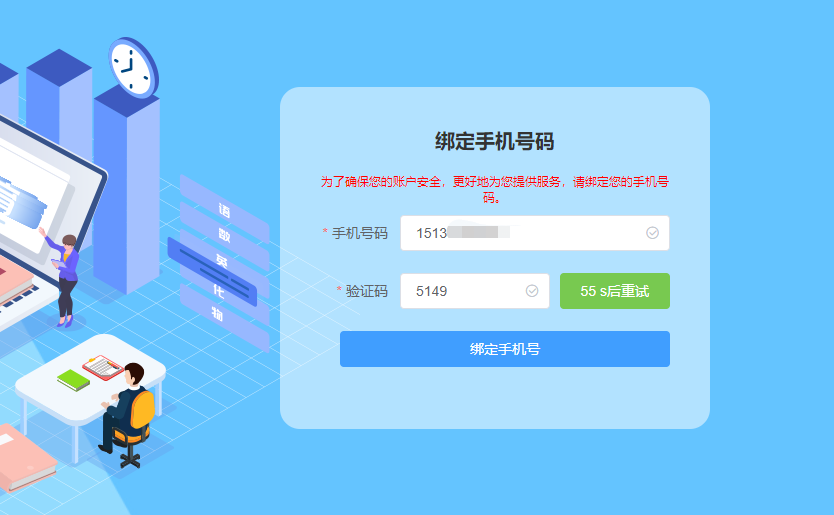 绑定手机号码
为了确保您的账户安全，更好地为您提供服务，请绑定您的手机号
码。
* 手机号码 1513
* 验证码 5149 55 s后重试
绑定手机号
语
数
英
化
物